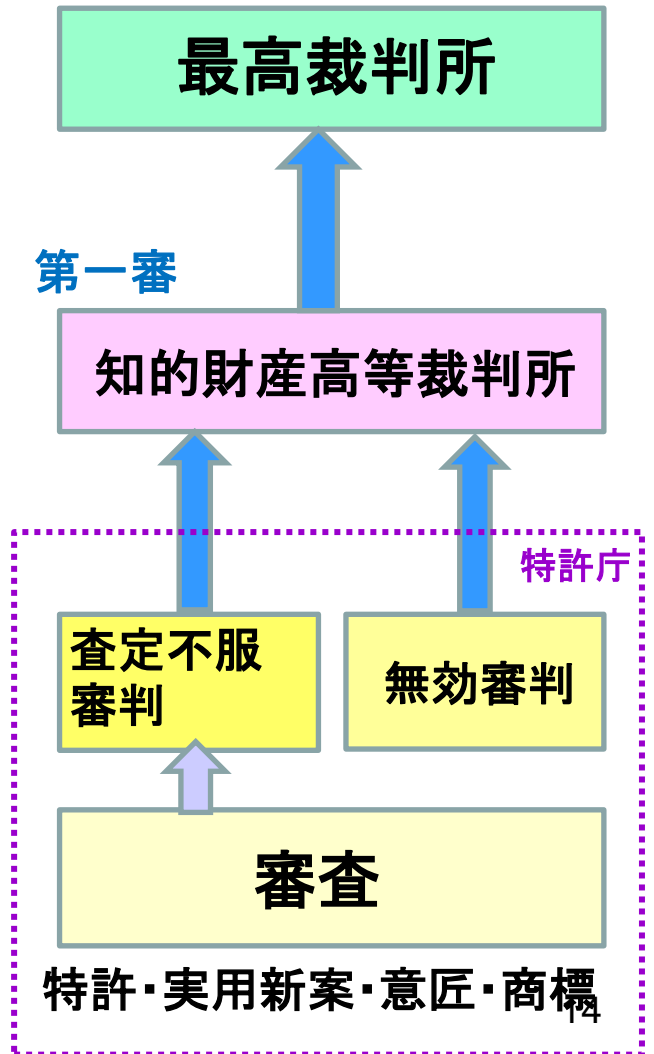 最高裁判所
第一審
知的財産高等裁判所
特許庁
査定不服
審判
無効審判
審査
特許・実用新案・意匠・商標
14